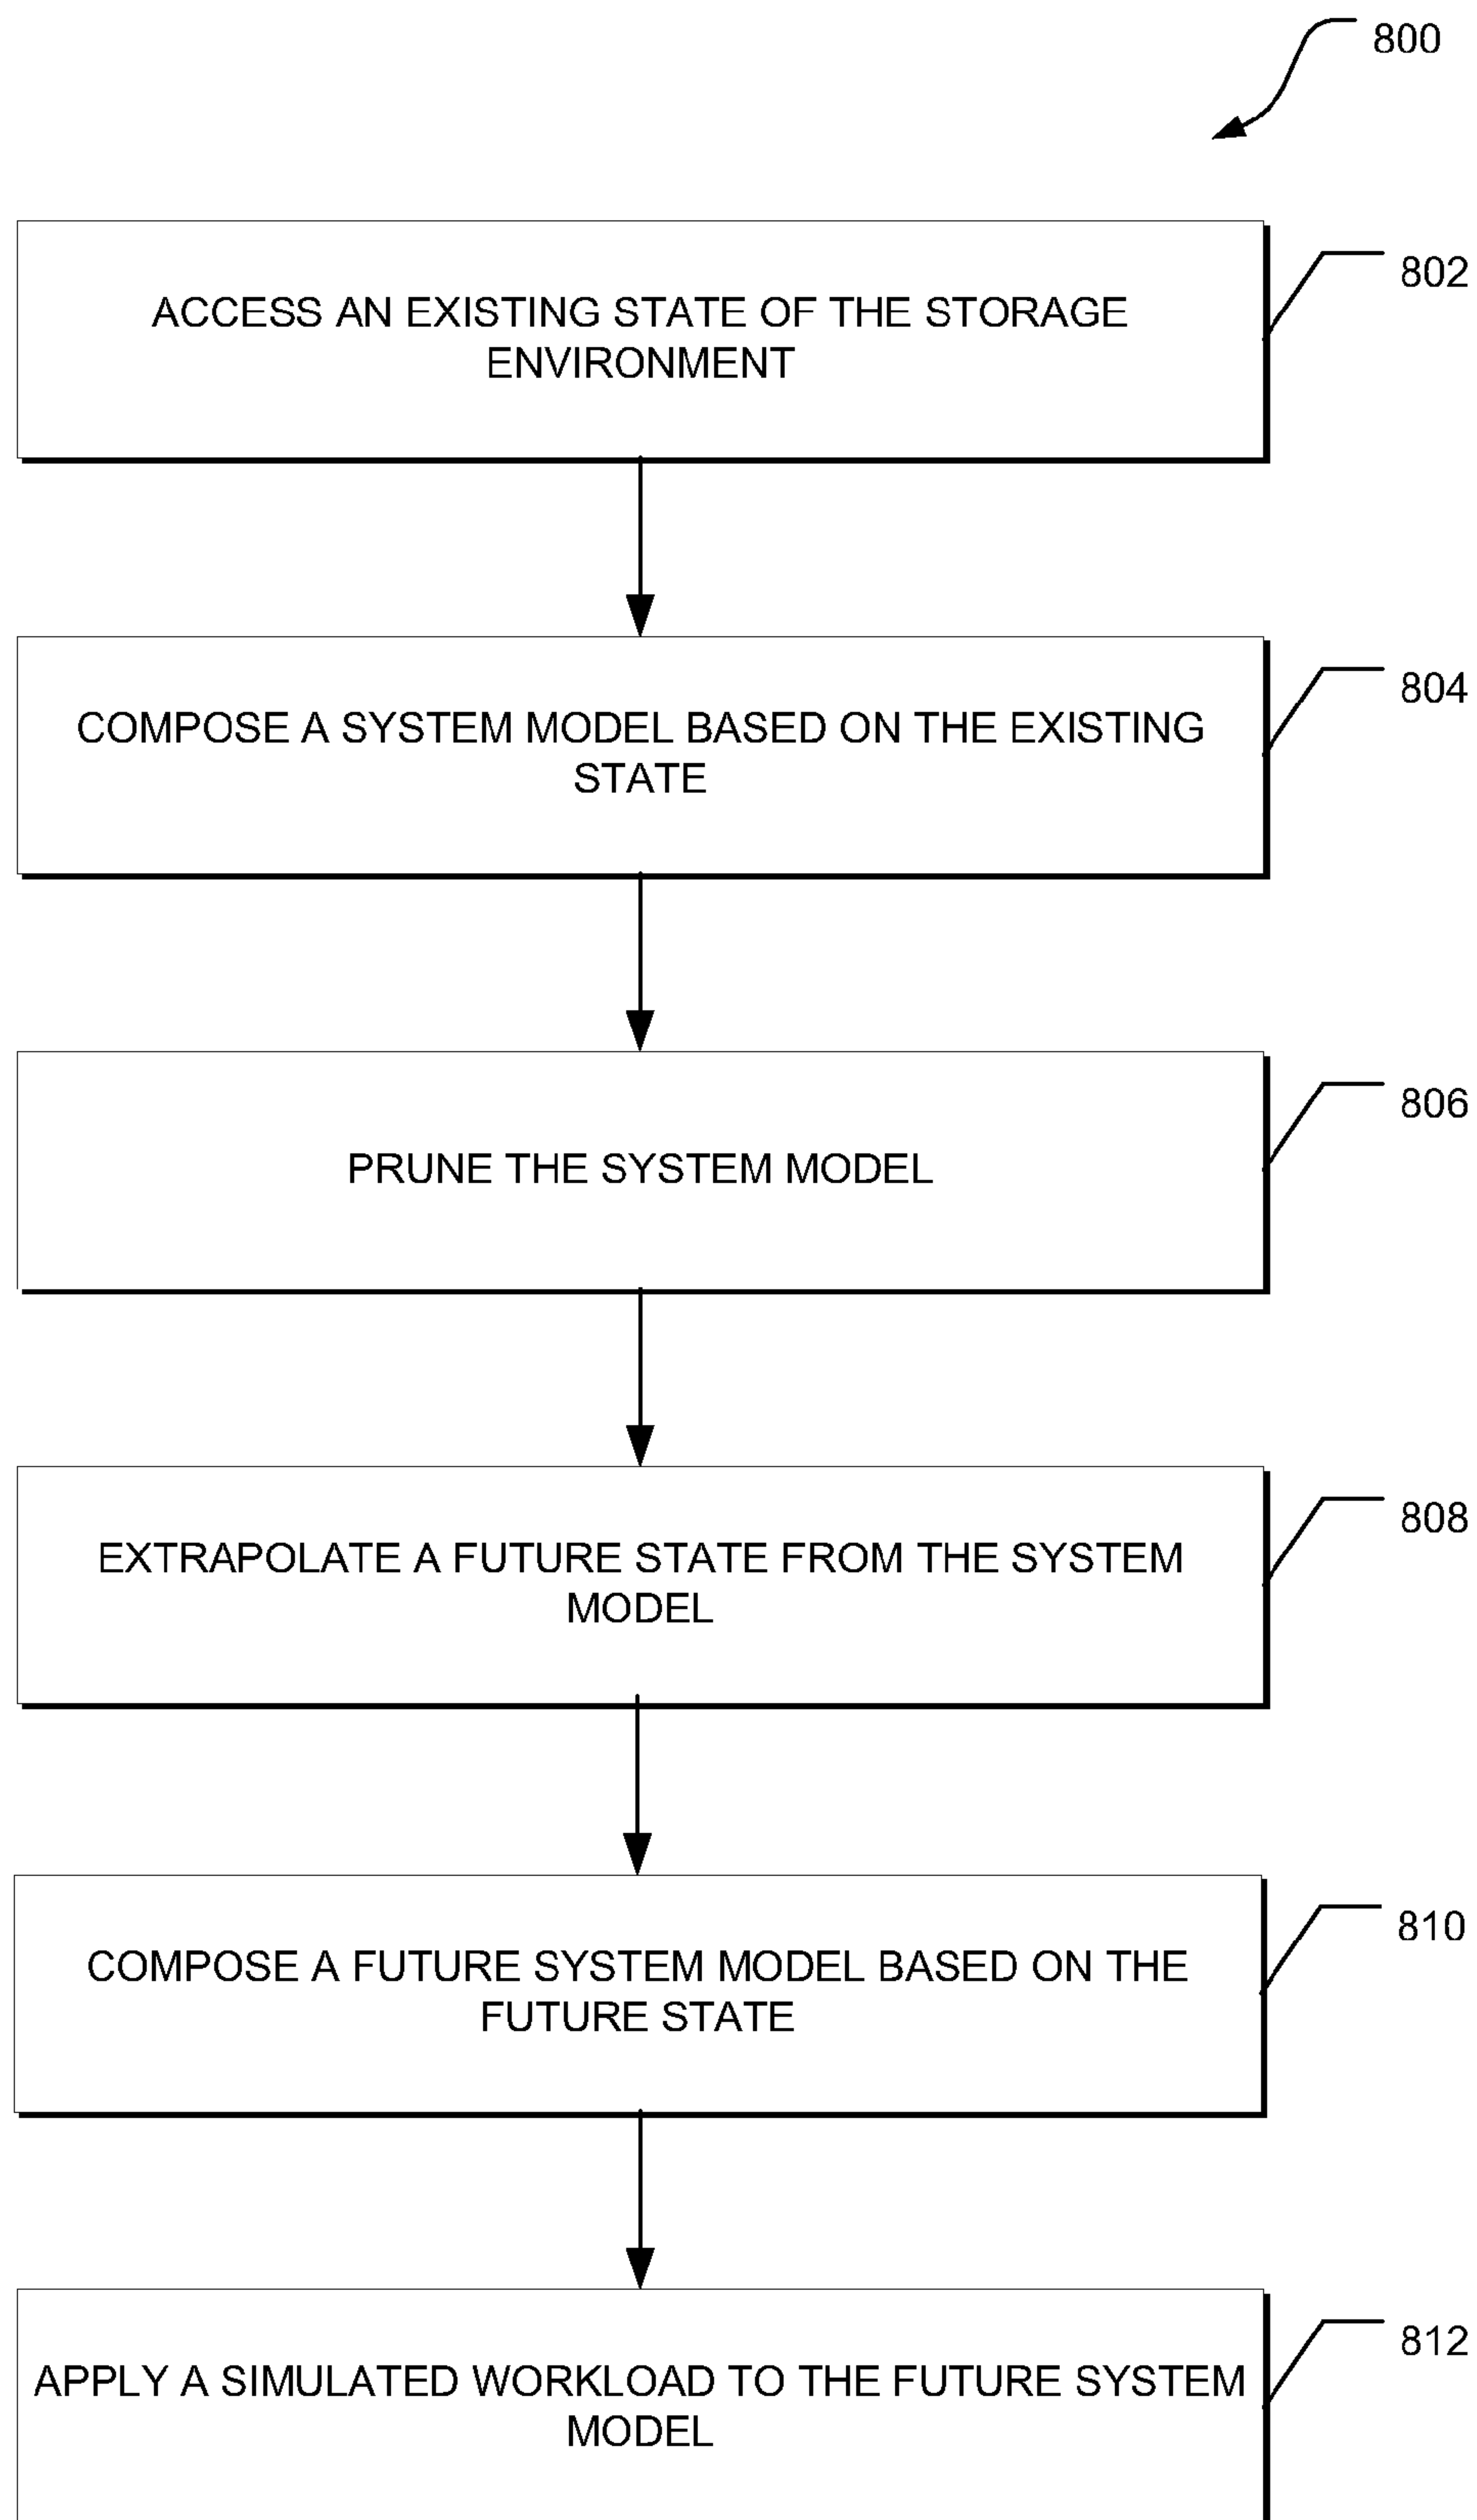 800
ACCESS AN EXISTING STATE OF THE STORAGE
ENVIRONMENT
802
COMPOSE A SYSTEM MODEL BASED ON THE EXISTING
STATE
804
PRUNE THE SYSTEM MODEL
806
EXTRAPOLATE A FUTURE STATE FROM THE SYSTEM
MODEL
808
COMPOSE A FUTURE SYSTEM MODEL BASED ON THE
FUTURE STATE
810
APPLY A SIMULATED WORKLOAD TO THE FUTURE SYSTEM
MODEL
812